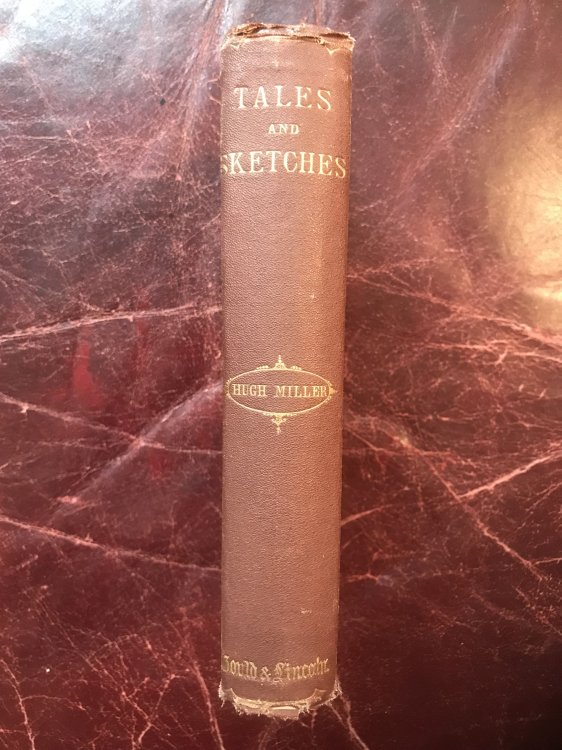 TALES
AND
SKETCHES
HUGH MILLER
Gould & Lincoln.